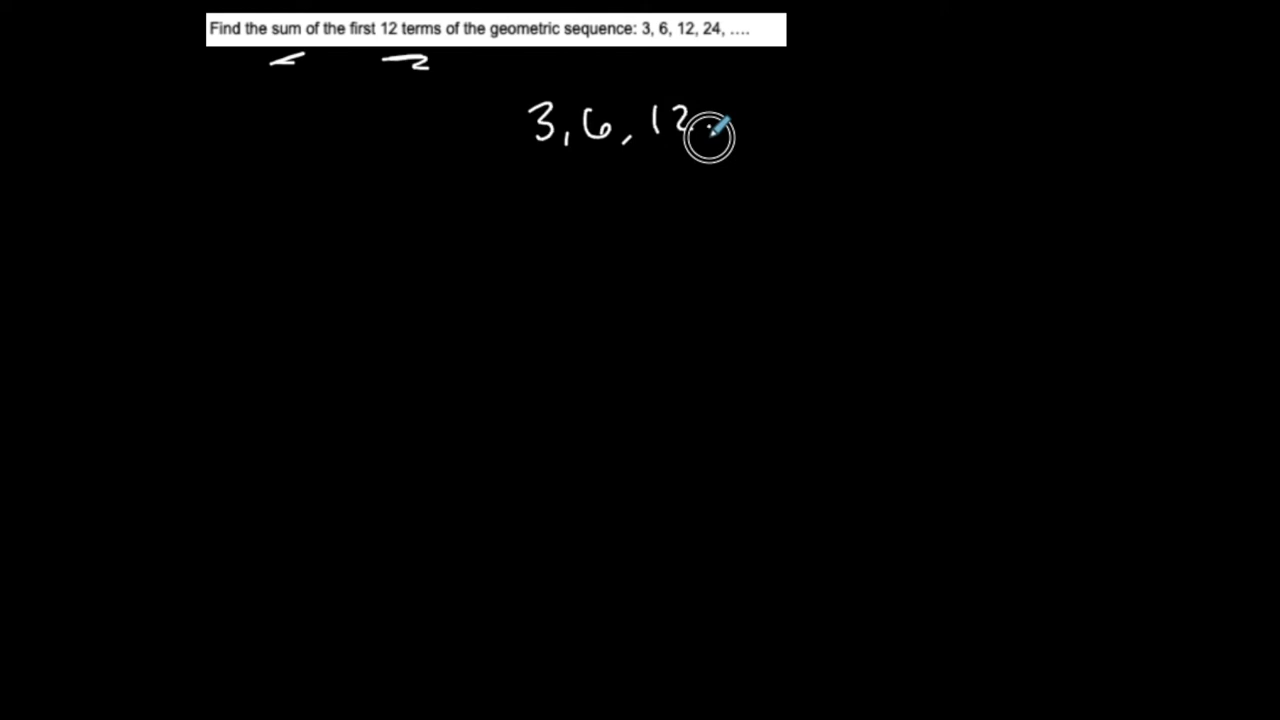 Find the sum of the first 12 terms of the geometric sequence: 3, 6, 12, 24, ....
3, 6, 12..